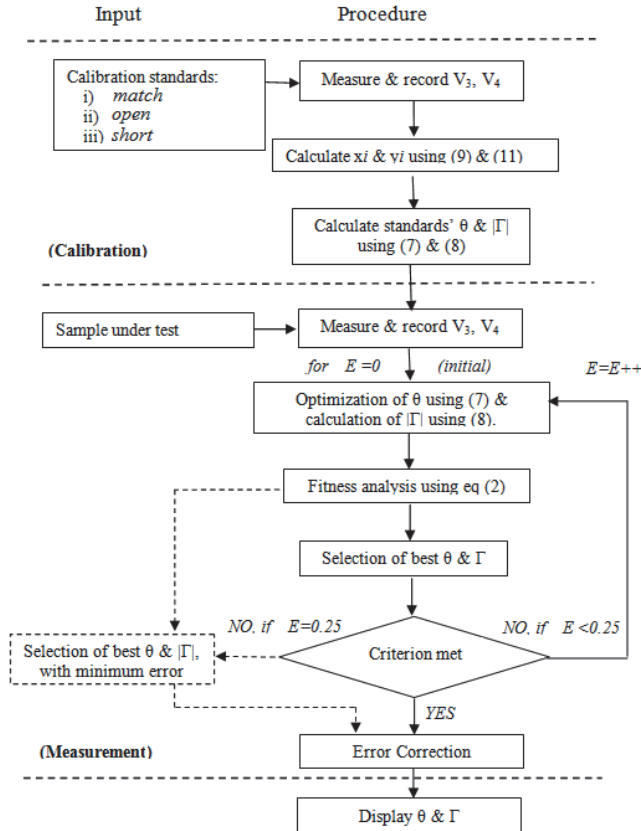 Input
Procedure
Calibration standards:
i) match
ii) open
iii) short
Measure & record V₃, V₄
Calculate xi & yi using (9) & (11)
Calculate standards' θ & |Γ|
using (7) & (8)
(Calibration)
Sample under test
Measure & record V₃, V₄
for E =0 (initial)
E=E++
Optimization of θ using (7) &
calculation of |Γ| using (8).
Fitness analysis using eq (2)
Selection of best θ & Γ
NO, if E=0.25
NO, if E <0.25
Selection of best θ & |Γ|,
with minimum error
Criterion met
YES
(Measurement)
Error Correction
Display θ & Γ